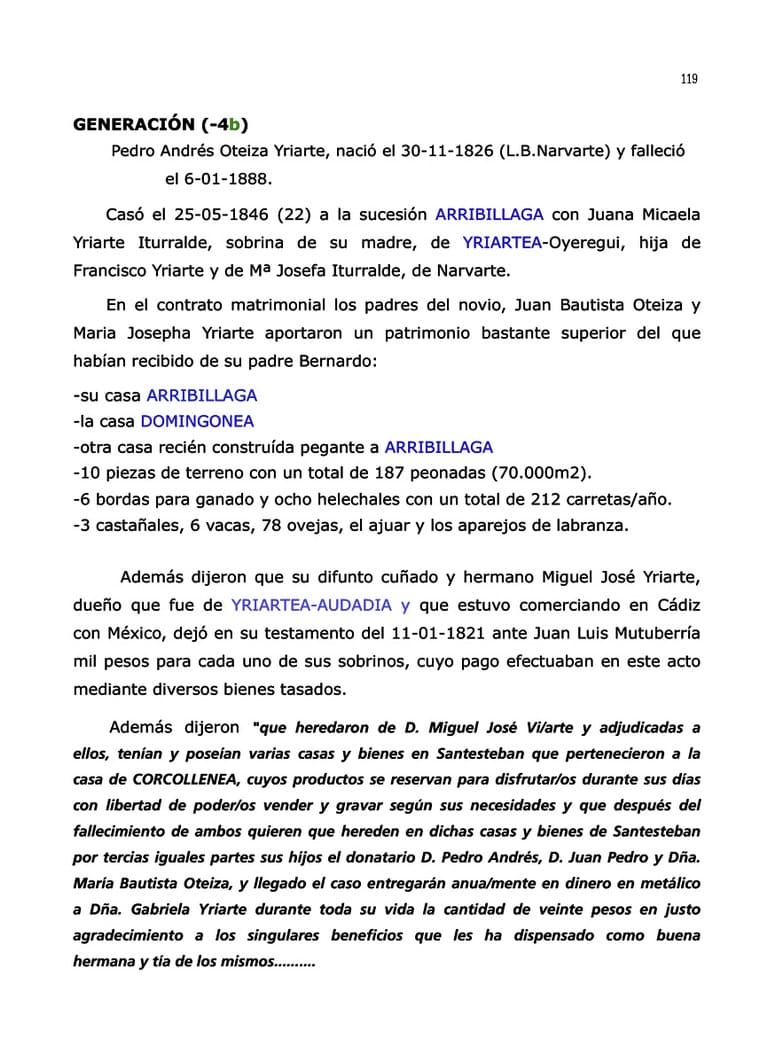 119
GENERACIÓN (-4b)
Pedro Andrés Oteiza Yriarte, nació el 30-11-1826 (L.B.Narvarte) y falleció
el 6-01-1888.
Casó el 25-05-1846 (22) a la sucesión ARRIBILLAGA con Juana Micaela
Yriarte Iturralde, sobrina de su madre, de YRIARTEA-Oyeregui, hija de
Francisco Yriarte y de Mª Josefa Iturralde, de Narvarte.
En el contrato matrimonial los padres del novio, Juan Bautista Oteiza y
Maria Josepha Yriarte aportaron un patrimonio bastante superior del que
habían recibido de su padre Bernardo:
-su casa ARRIBILLAGA
-la casa DOMINGONEA
-otra casa recién construída pegante a ARRIBILLAGA
-10 piezas de terreno con un total de 187 peonadas (70.000m2).
-6 bordas para ganado y ocho helechales con un total de 212 carretas/año.
-3 castañales, 6 vacas, 78 ovejas, el ajuar y los aparejos de labranza.
Además dijeron que su difunto cuñado y hermano Miguel José Yriarte,
dueño que fue de YRIARTEA-AUDADIA y que estuvo comerciando en Cádiz
con México, dejó en su testamento del 11-01-1821 ante Juan Luis Mutuberría
mil pesos para cada uno de sus sobrinos, cuyo pago efectuaban en este acto
mediante diversos bienes tasados.
Además dijeron "que heredaron de D. Miguel José Vi/arte y adjudicadas a
ellos, tenían y poseian varias casas y bienes en Santesteban que pertenecieron a la
casa de CORCOLLENEA, cuyos productos se reservan para disfrutar/os durante sus días
con libertad de poder/os vender y gravar según sus necesidades y que después del
fallecimiento de ambos quieren que hereden en dichas casas y bienes de Santesteban
por tercias iguales partes sus hijos el donatario D. Pedro Andrés, D. Juan Pedro y Dña.
María Bautista Oteiza, y llegado el caso entregarán anua/mente en dinero en metálico
a Dña. Gabriela Yriarte durante toda su vida la cantidad de veinte pesos en justo
agradecimiento a los singulares beneficios que les ha dispensado como buena
hermana y tía de los mismos..........